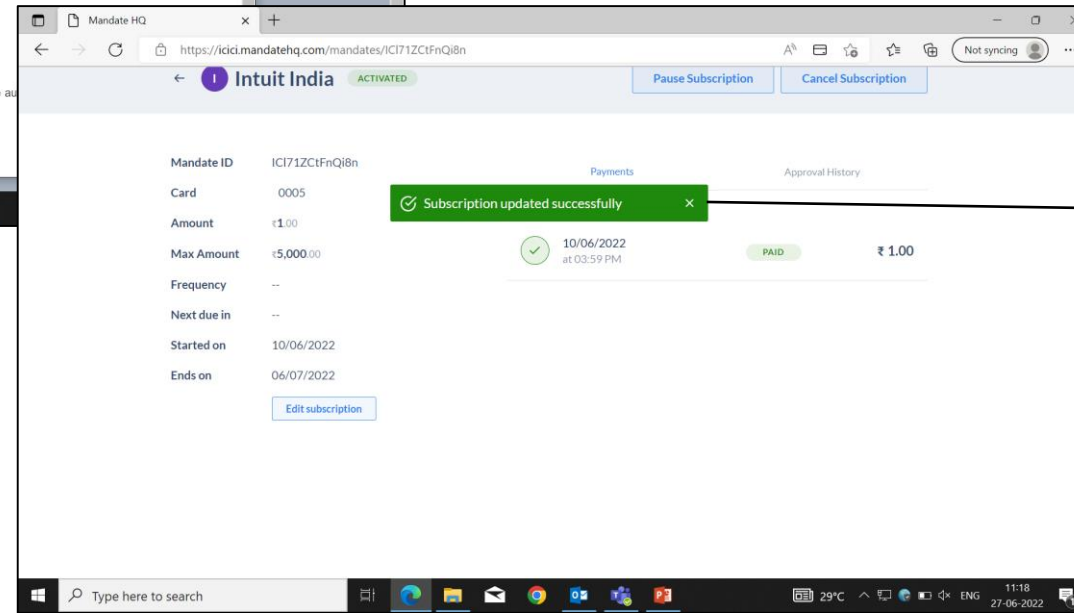 Mandate HQ
https://icici.mandatehq.com/mandates/ICl71ZCtFnQi8n
Not syncing
au
I Intuit India ACTIVATED Pause Subscription Cancel Subscription
Mandate ID ICl71ZCtFnQi8n
Payments Approval History
Card 0005
Subscription updated successfully
Amount ₹1.00
10/06/2022 PAID ₹ 1.00
at 03:59 PM
Max Amount ₹5,000.00
Frequency --
Next due in --
Started on 10/06/2022
Ends on 06/07/2022
Edit subscription
Type here to search
29°C ENG 11:18
27-06-2022